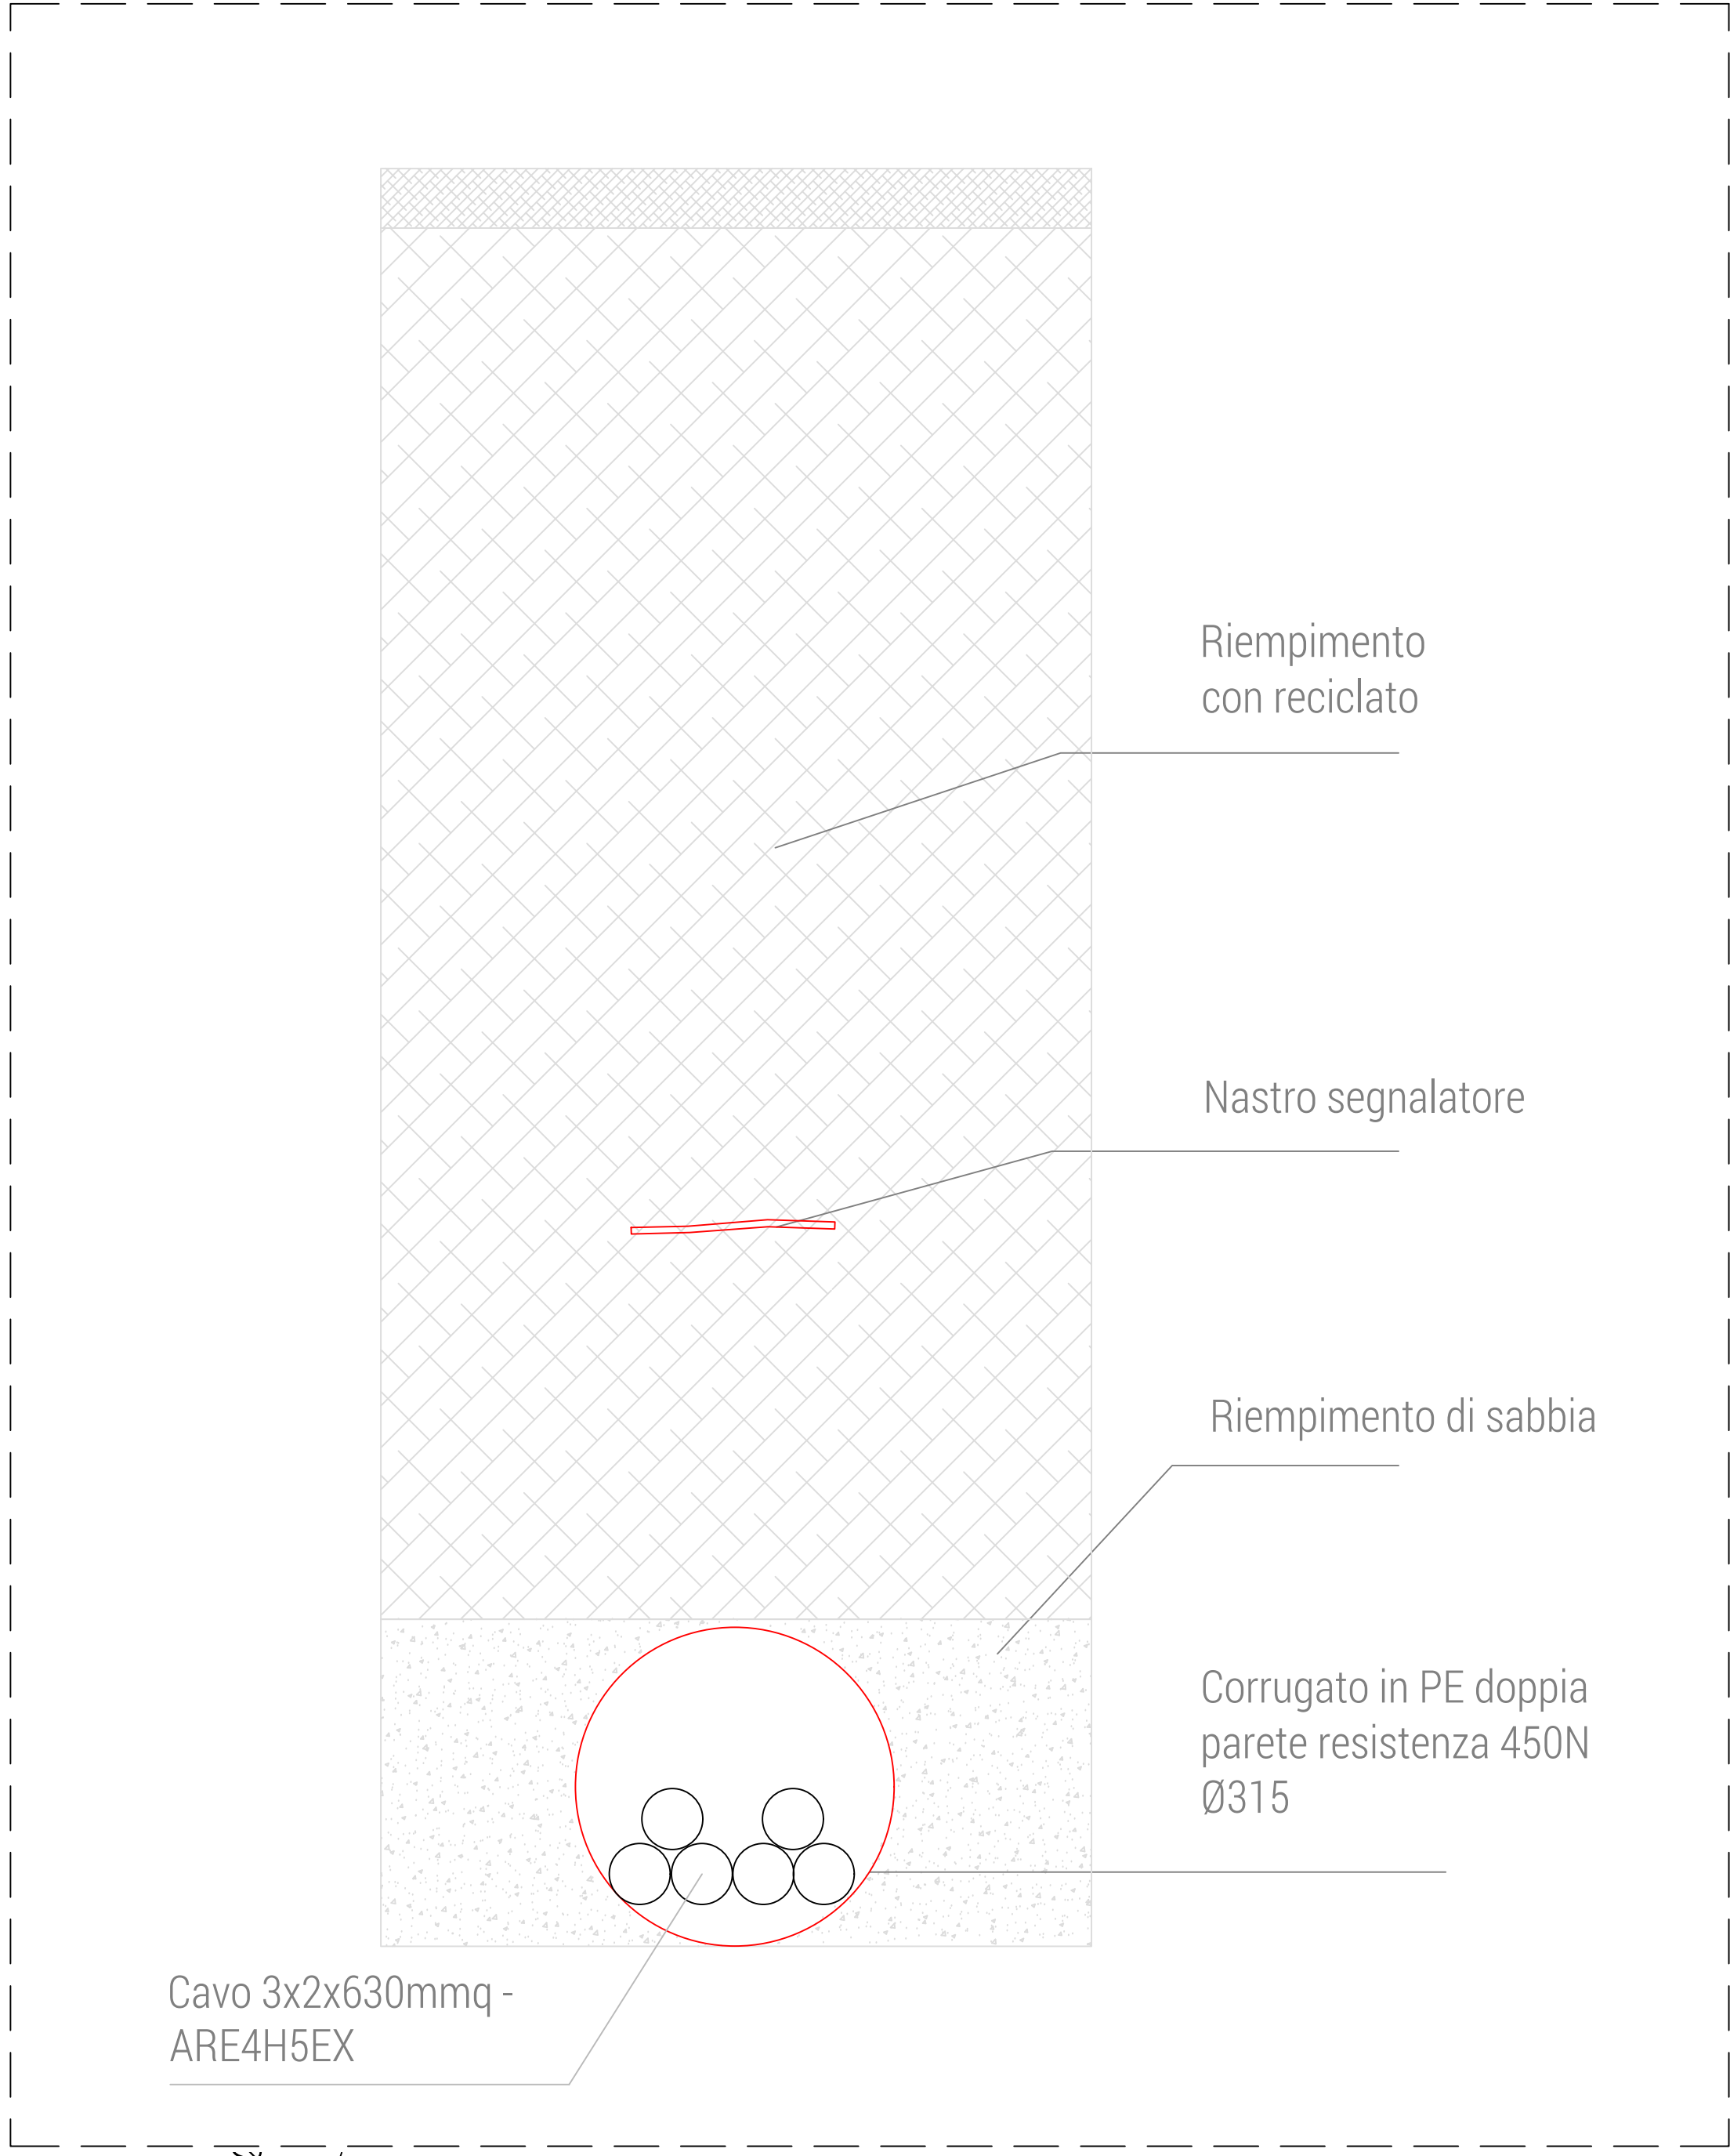 Riempimento
con reciclato
Nastro segnalatore
Riempimento di sabbia
Corrugato in PE doppia
parete resistenza 450N
Ø315
Cavo 3x2x630mmq -
ARE4H5EX